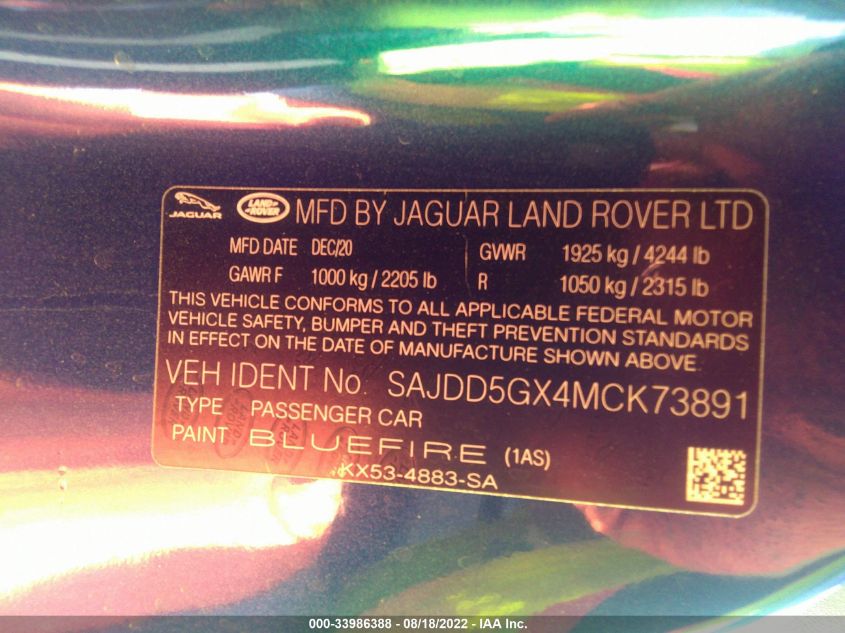 JAGUAR LAND ROVER MFD BY JAGUAR LAND ROVER LTD
MFD DATE DEC/20 GVWR 1925 kg / 4244 lb
GAWR F 1000 kg / 2205 lb R 1050 kg / 2315 lb
THIS VEHICLE CONFORMS TO ALL APPLICABLE FEDERAL MOTOR
VEHICLE SAFETY, BUMPER AND THEFT PREVENTION STANDARDS
IN EFFECT ON THE DATE OF MANUFACTURE SHOWN ABOVE.
VEH IDENT No. SAJDD5GX4MCK73891
TYPE PASSENGER CAR
PAINT BLUEFIRE (1AS)
KX53-4883-SA
000-33986388 - 08/18/2022 - IAA Inc.